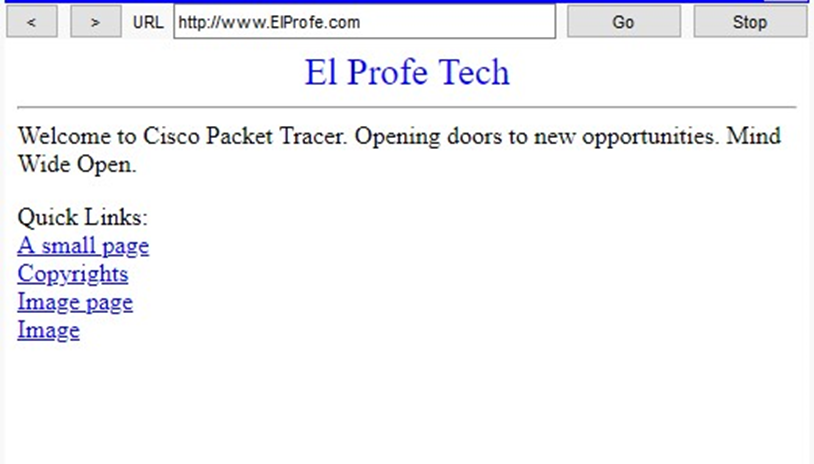 < > URL http://www.ElProfe.com Go Stop
El Profe Tech
Welcome to Cisco Packet Tracer. Opening doors to new opportunities. Mind
Wide Open.
Quick Links:
A small page
Copyrights
Image page
Image